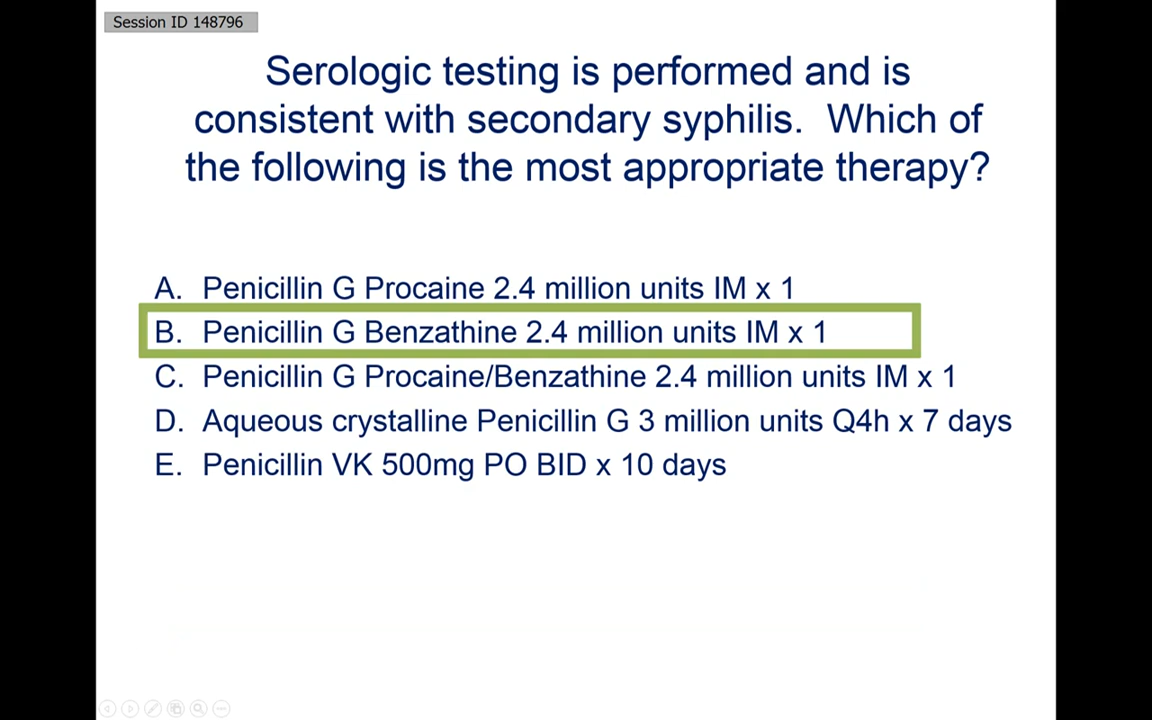 Session ID 148796
Serologic testing is performed and is
consistent with secondary syphilis. Which of
the following is the most appropriate therapy?
A. Penicillin G Procaine 2.4 million units IM x 1
B. Penicillin G Benzathine 2.4 million units IM x 1
C. Penicillin G Procaine/Benzathine 2.4 million units IM x 1
D. Aqueous crystalline Penicillin G 3 million units Q4h x 7 days
E. Penicillin VK 500mg PO BID x 10 days